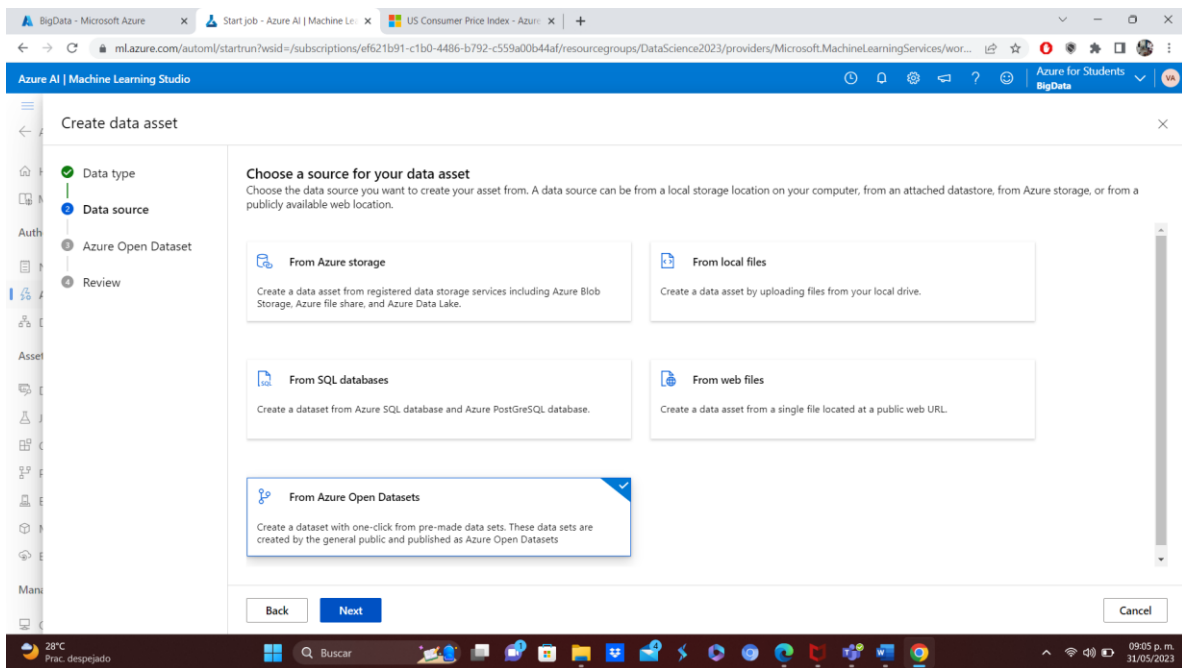 BigData - Microsoft Azure
Start job - Azure AI | Machine Le
US Consumer Price Index - Azure
ml.azure.com/automl/startrun?wsid=/subscriptions/ef621b91-c1b0-4486-b792-c559a00b44af/resourcegroups/DataScience2023/providers/Microsoft.MachineLearningServices/wor...
Azure AI | Machine Learning Studio
Azure for Students
BigData
VA
Create data asset
Data type
2 Data source
3 Azure Open Dataset
4 Review
Auth
Asset
Mana
Choose a source for your data asset
Choose the data source you want to create your asset from. A data source can be from a local storage location on your computer, from an attached datastore, from Azure storage, or from a
publicly available web location.
From Azure storage
Create a data asset from registered data storage services including Azure Blob
Storage, Azure file share, and Azure Data Lake.
From local files
Create a data asset by uploading files from your local drive.
SQL
From SQL databases
Create a dataset from Azure SQL database and Azure PostGreSQL database.
From web files
Create a data asset from a single file located at a public web URL.
From Azure Open Datasets
Create a dataset with one-click from pre-made data sets. These data sets are
created by the general public and published as Azure Open Datasets
Back
Next
Cancel
28°C
Prac. despejado
Buscar
09:05 p. m.
31/05/2023